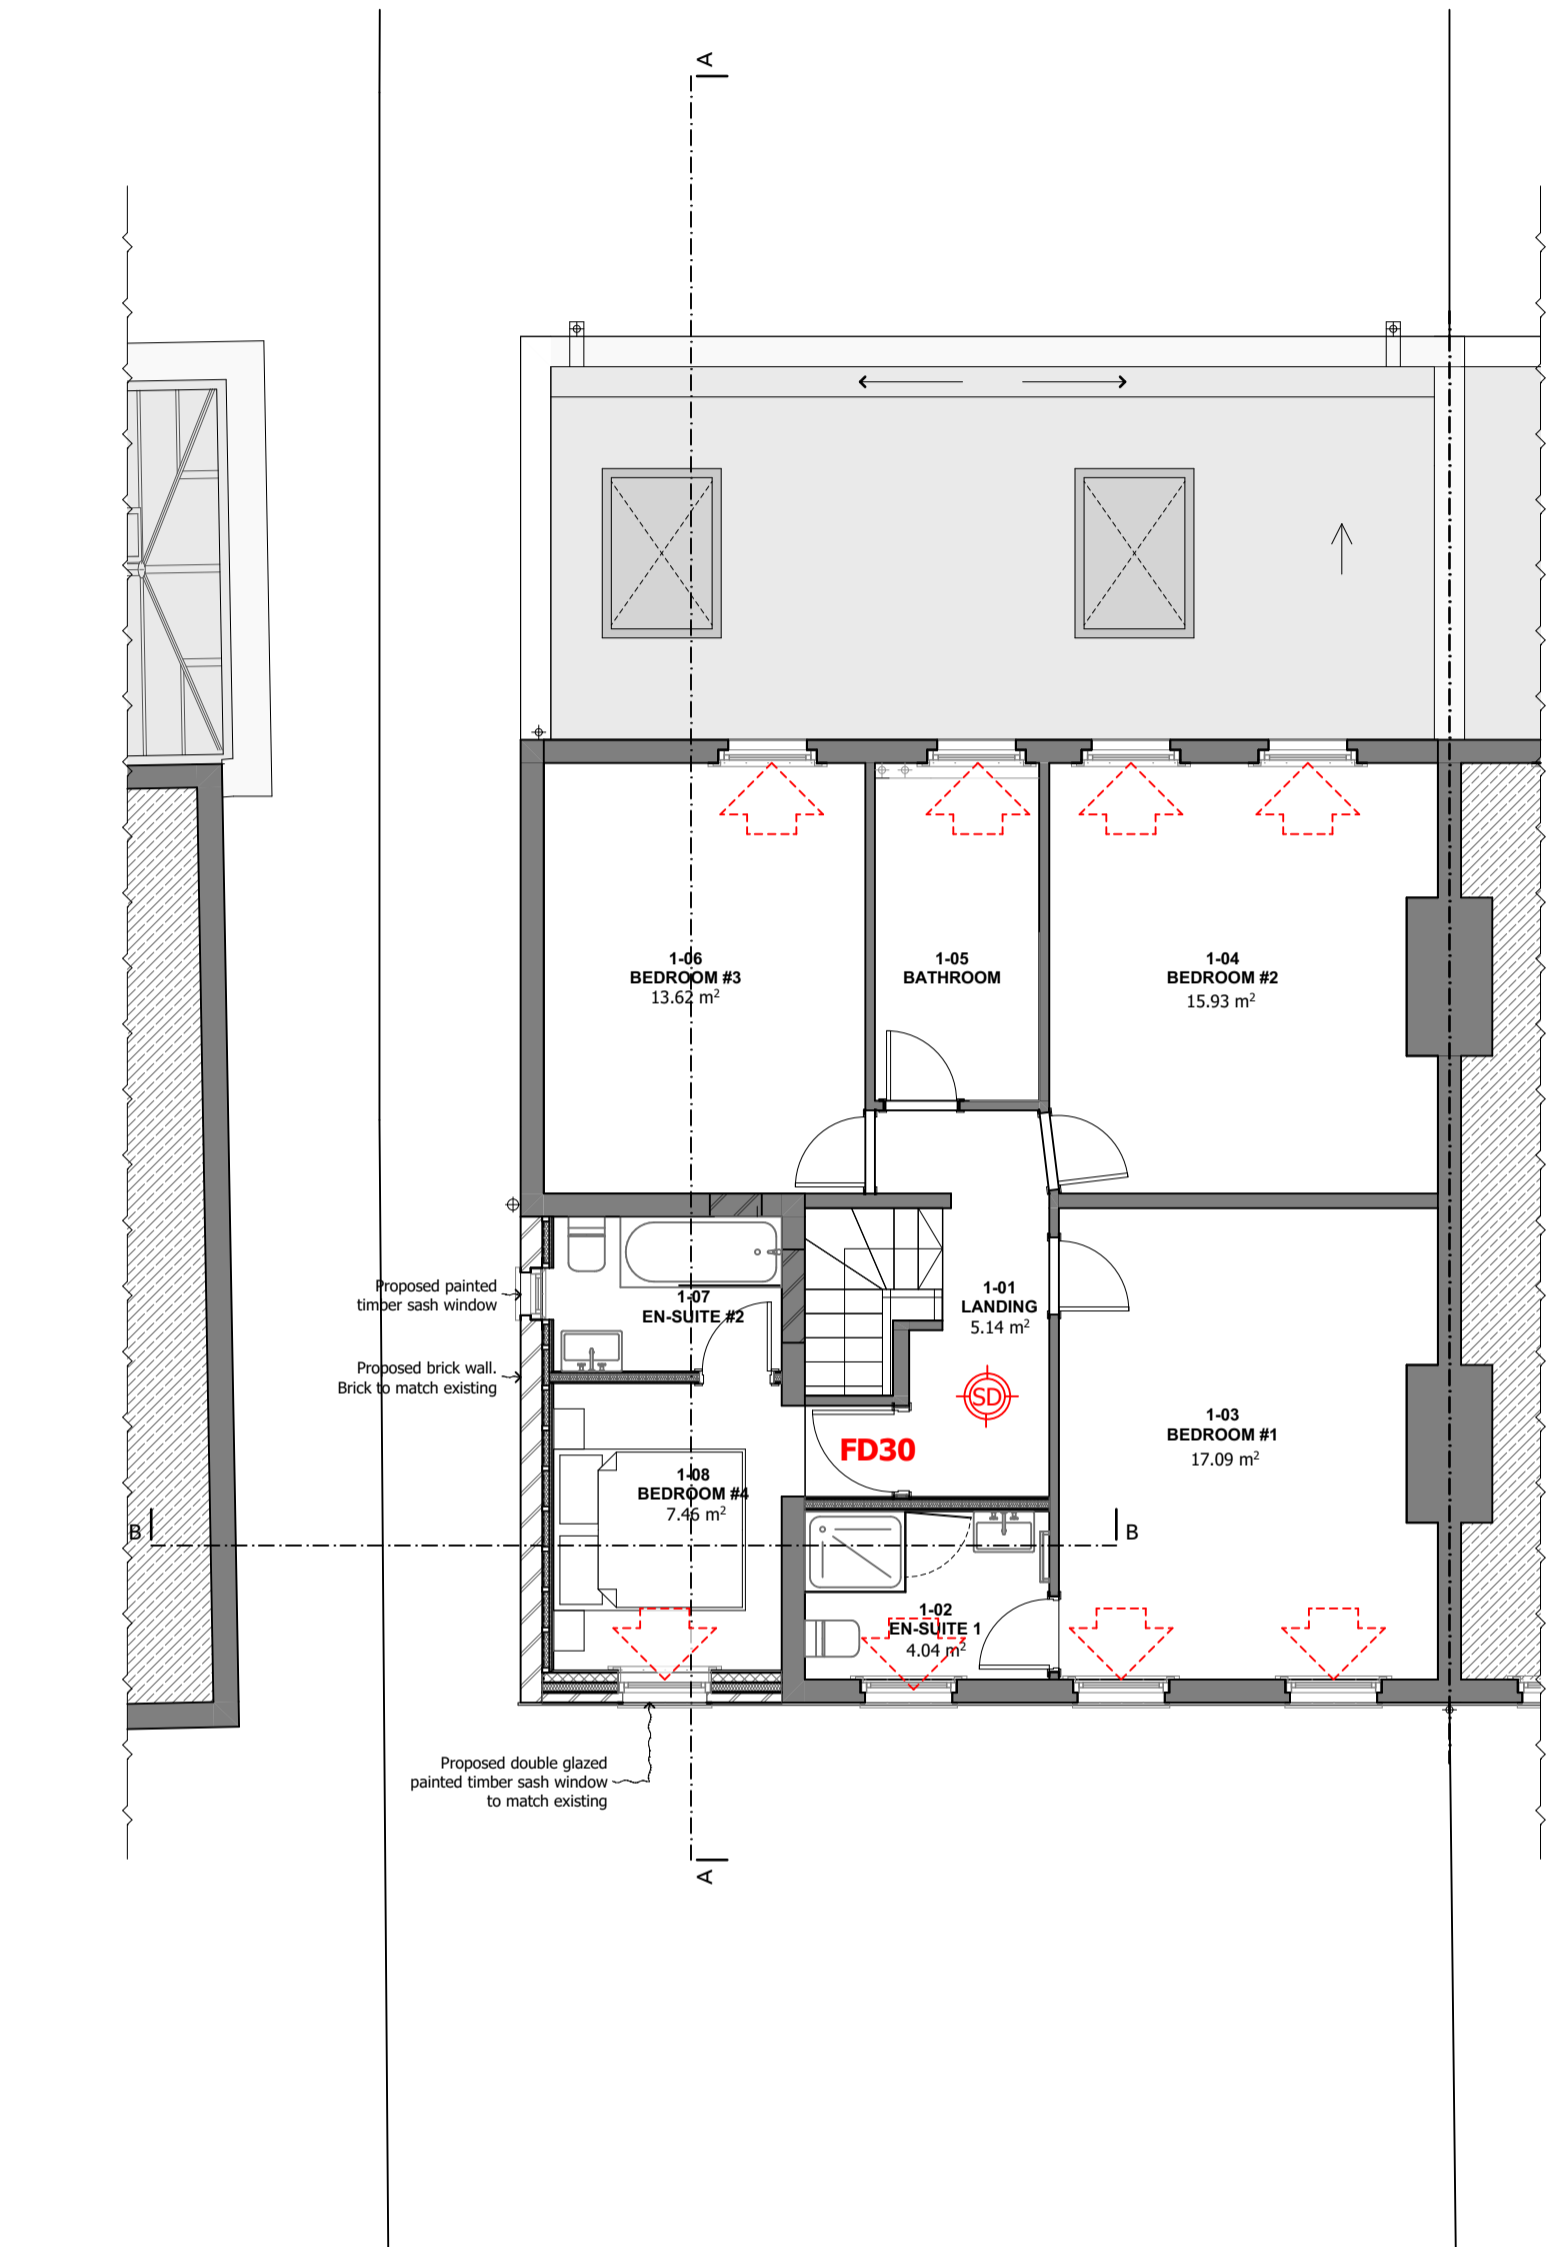 A
1-06
BEDROOM #3
13.62 m²
1-05
BATHROOM
1-04
BEDROOM #2
15.93 m²
Proposed painted
timber sash window
1-07
EN-SUITE #2
1-01
LANDING
5.14 m²
Proposed brick wall.
Brick to match existing
SD
FD30
1-03
BEDROOM #1
17.09 m²
1-08
BEDROOM #4
7.46 m²
B
B
1-02
EN-SUITE 1
4.04 m²
Proposed double glazed
painted timber sash window
to match existing
A